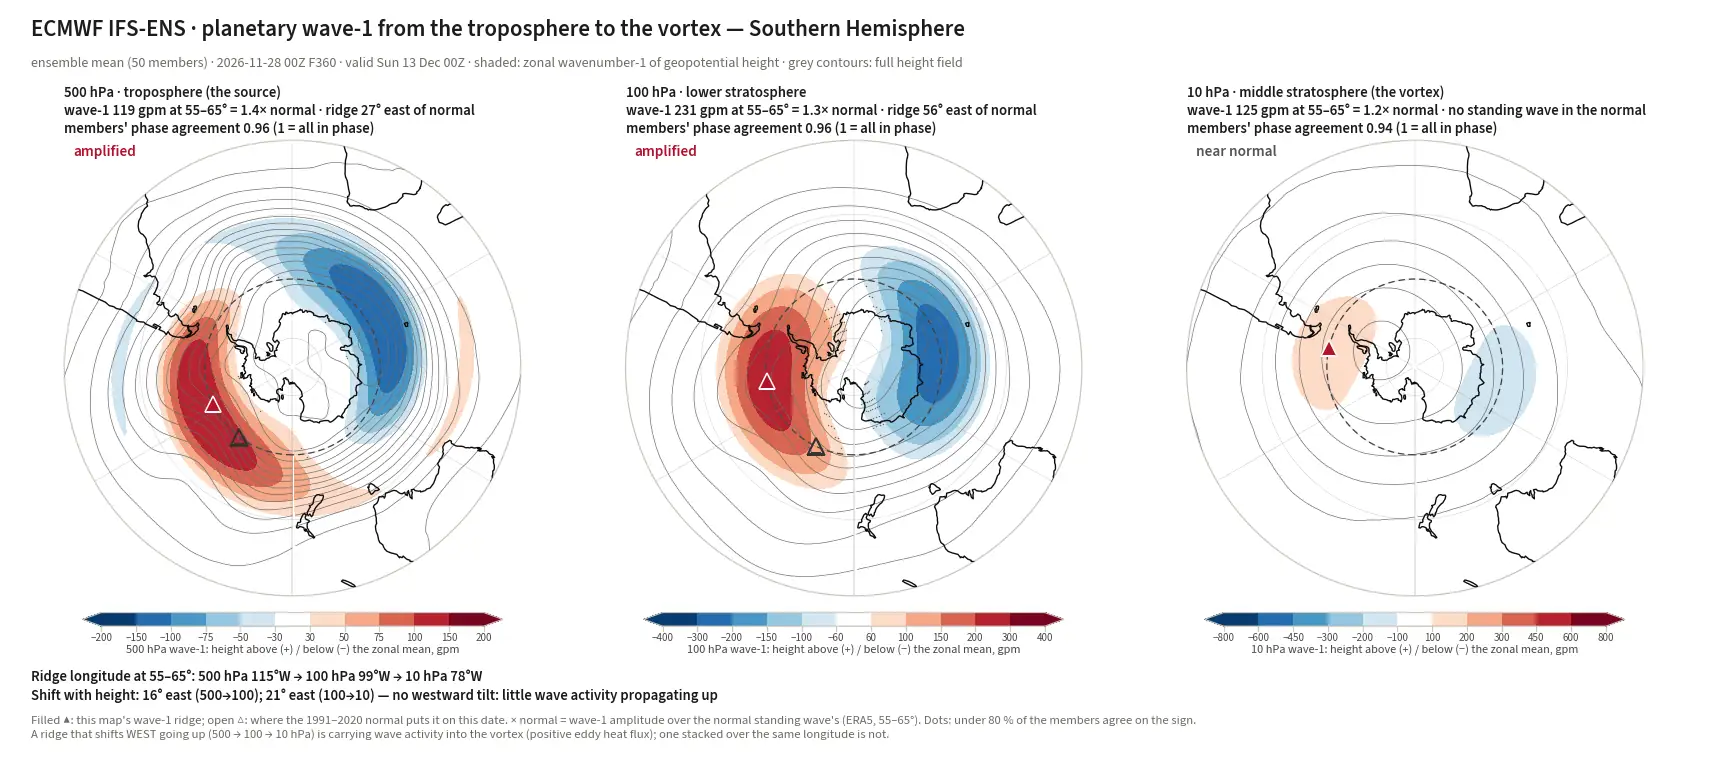 ECMWF IFS-ENS · planetary wave-1 from the troposphere to the vortex — Southern Hemisphere
ensemble mean (50 members) · 2026-11-28 00Z F360 · valid Sun 13 Dec 00Z · shaded: zonal wavenumber-1 of geopotential height · grey contours: full height field
500 hPa · troposphere (the source)
wave-1 119 gpm at 55–65° = 1.4× normal · ridge 27° east of normal
members' phase agreement 0.96 (1 = all in phase)
amplified
100 hPa · lower stratosphere
wave-1 231 gpm at 55–65° = 1.3× normal · ridge 56° east of normal
members' phase agreement 0.96 (1 = all in phase)
amplified
10 hPa · middle stratosphere (the vortex)
wave-1 125 gpm at 55–65° = 1.2× normal · no standing wave in the normal
members' phase agreement 0.94 (1 = all in phase)
near normal
−200 −150 −100 −75 −50 −30 30 50 75 100 150 200
500 hPa wave-1: height above (+) / below (−) the zonal mean, gpm
−400 −300 −200 −150 −100 −60 60 100 150 200 300 400
100 hPa wave-1: height above (+) / below (−) the zonal mean, gpm
−800 −600 −450 −300 −200 −100 100 200 300 450 600 800
10 hPa wave-1: height above (+) / below (−) the zonal mean, gpm
Ridge longitude at 55–65°: 500 hPa 115°W → 100 hPa 99°W → 10 hPa 78°W
Shift with height: 16° east (500→100); 21° east (100→10) — no westward tilt: little wave activity propagating up
Filled ▲: this map's wave-1 ridge; open △: where the 1991–2020 normal puts it on this date. × normal = wave-1 amplitude over the normal standing wave's (ERA5, 55–65°). Dots: under 80 % of the members agree on the sign.
A ridge that shifts WEST going up (500 → 100 → 10 hPa) is carrying wave activity into the vortex (positive eddy heat flux); one stacked over the same longitude is not.